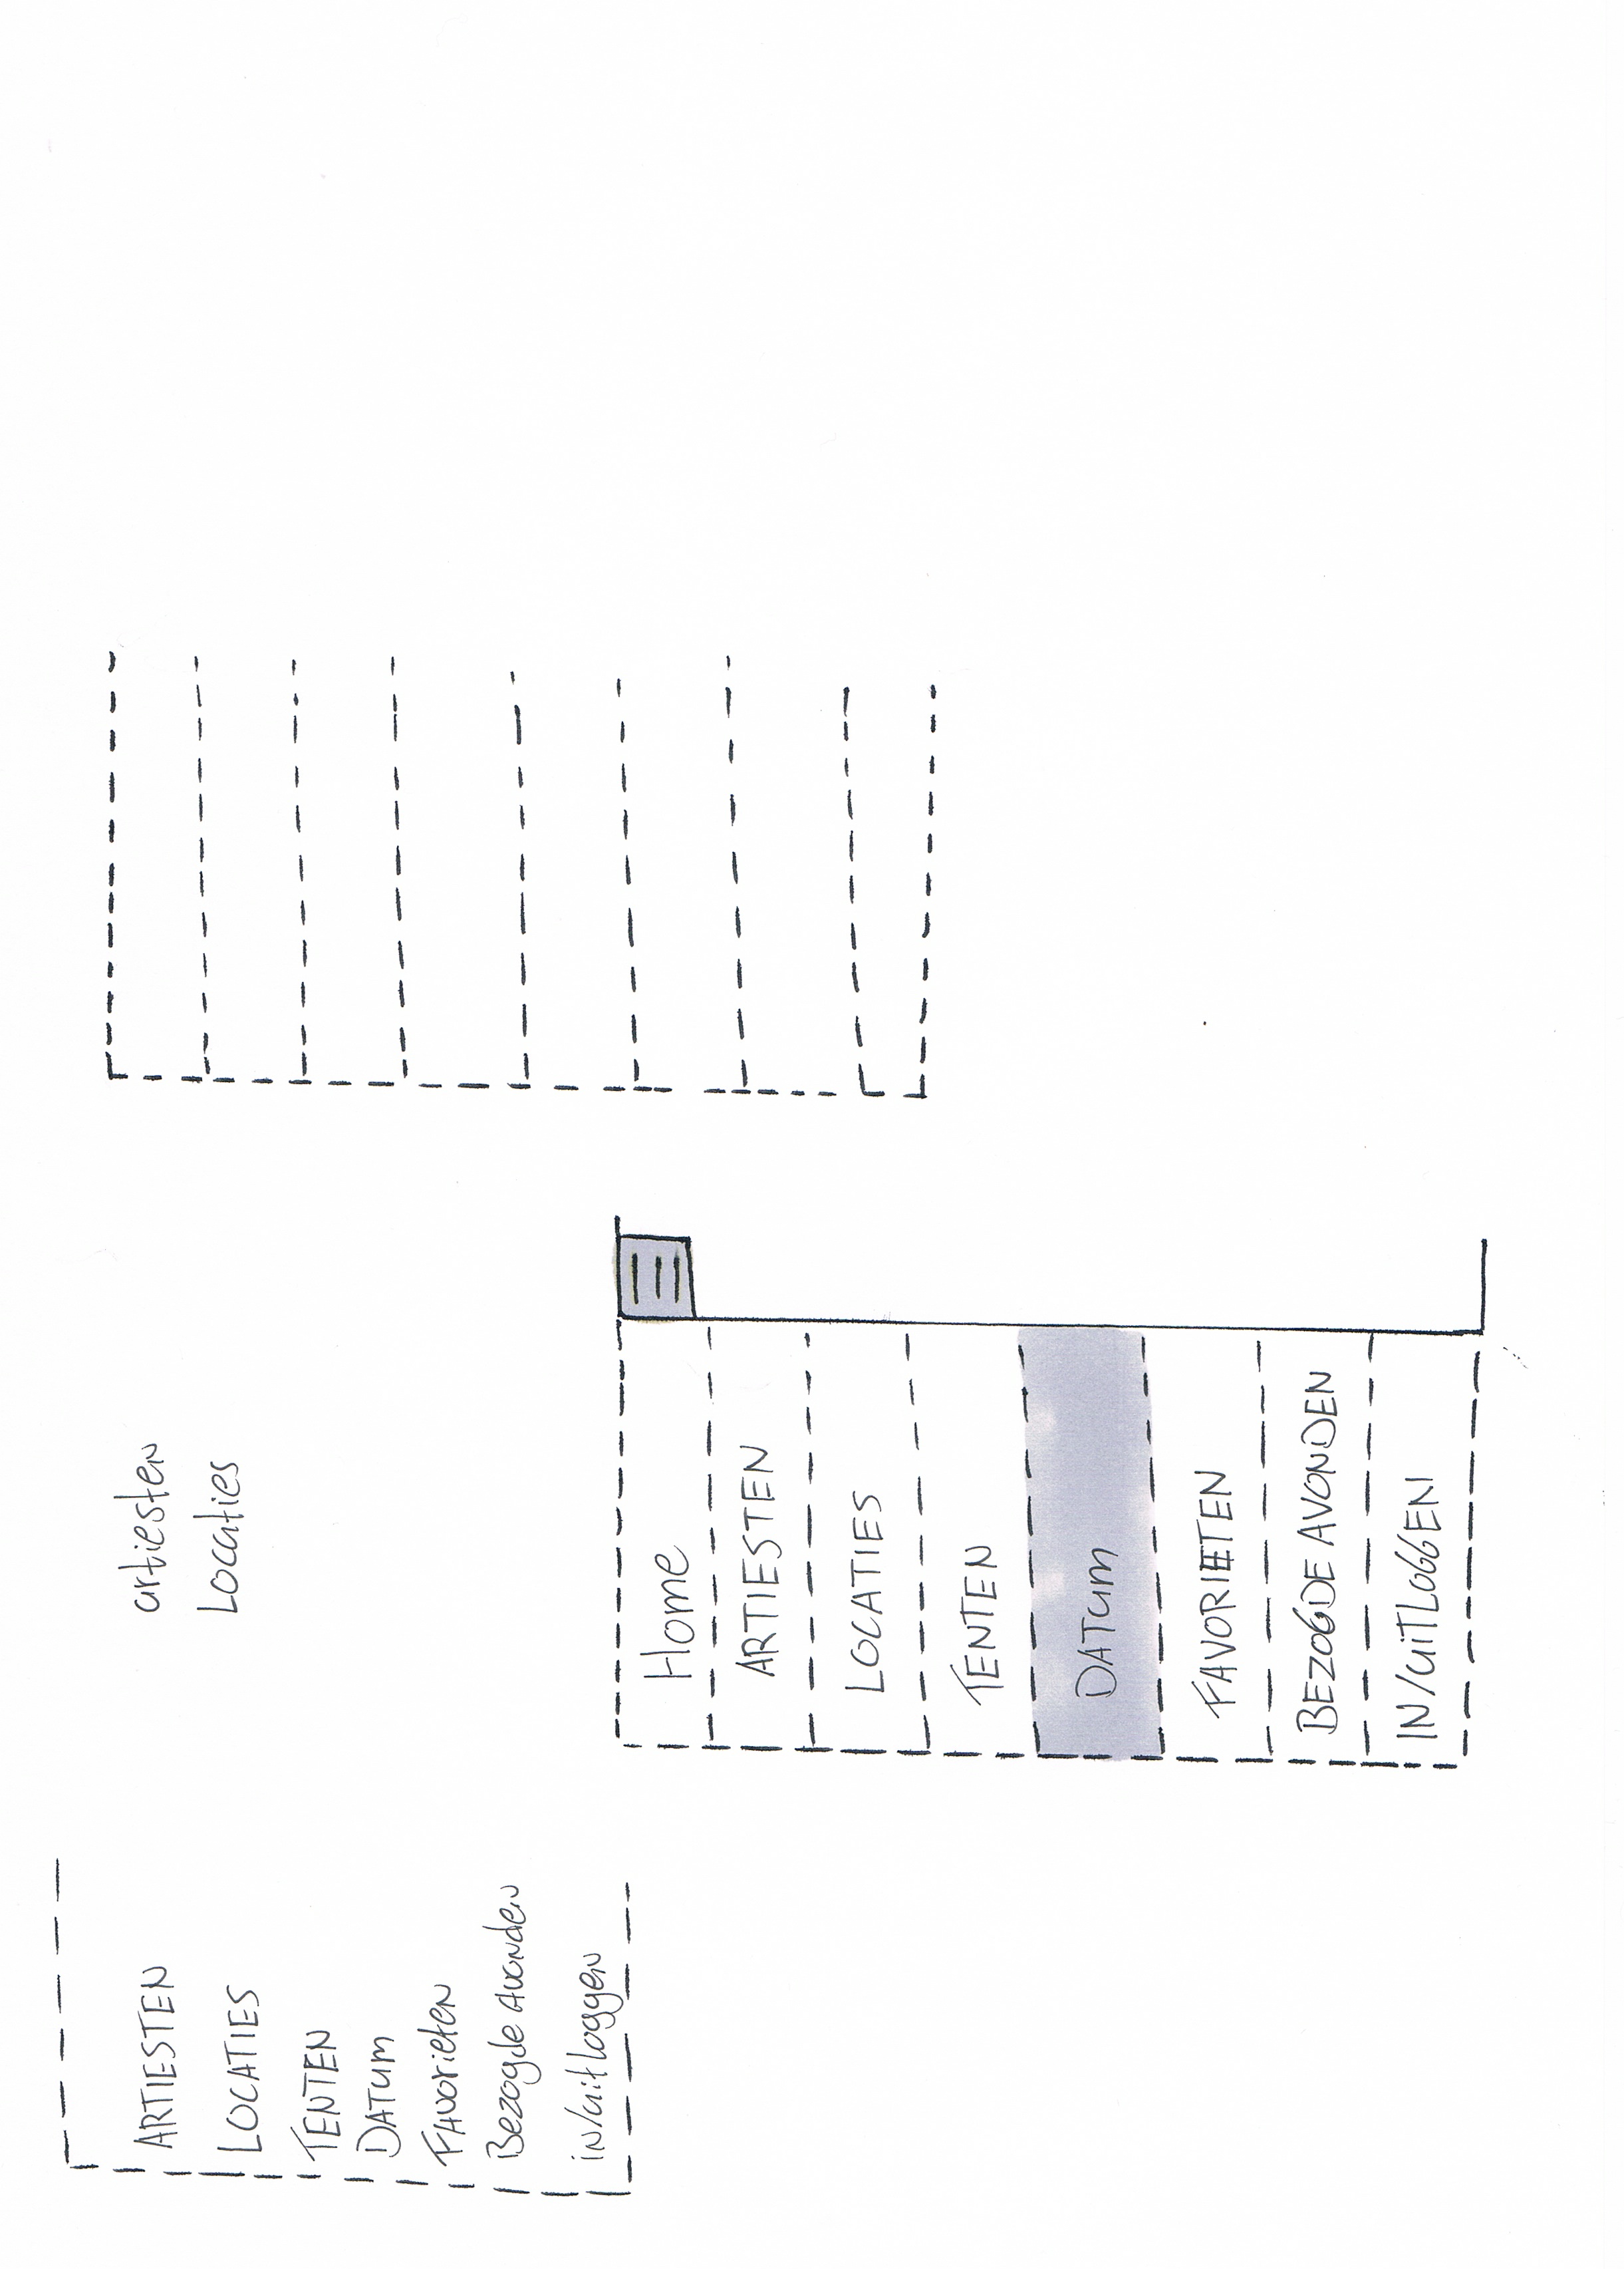 ARTIESTEN
LOCATIES
TENTEN
DATUM
Favorieten
Bezogde Avonden
in/uitloggen
artiesten
Locaties
Home
ARTIESTEN
LOCATIES
TENTEN
DATUM
FAVORIETEN
BEZOGDE AVONDEN
IN/UITLOGGEN